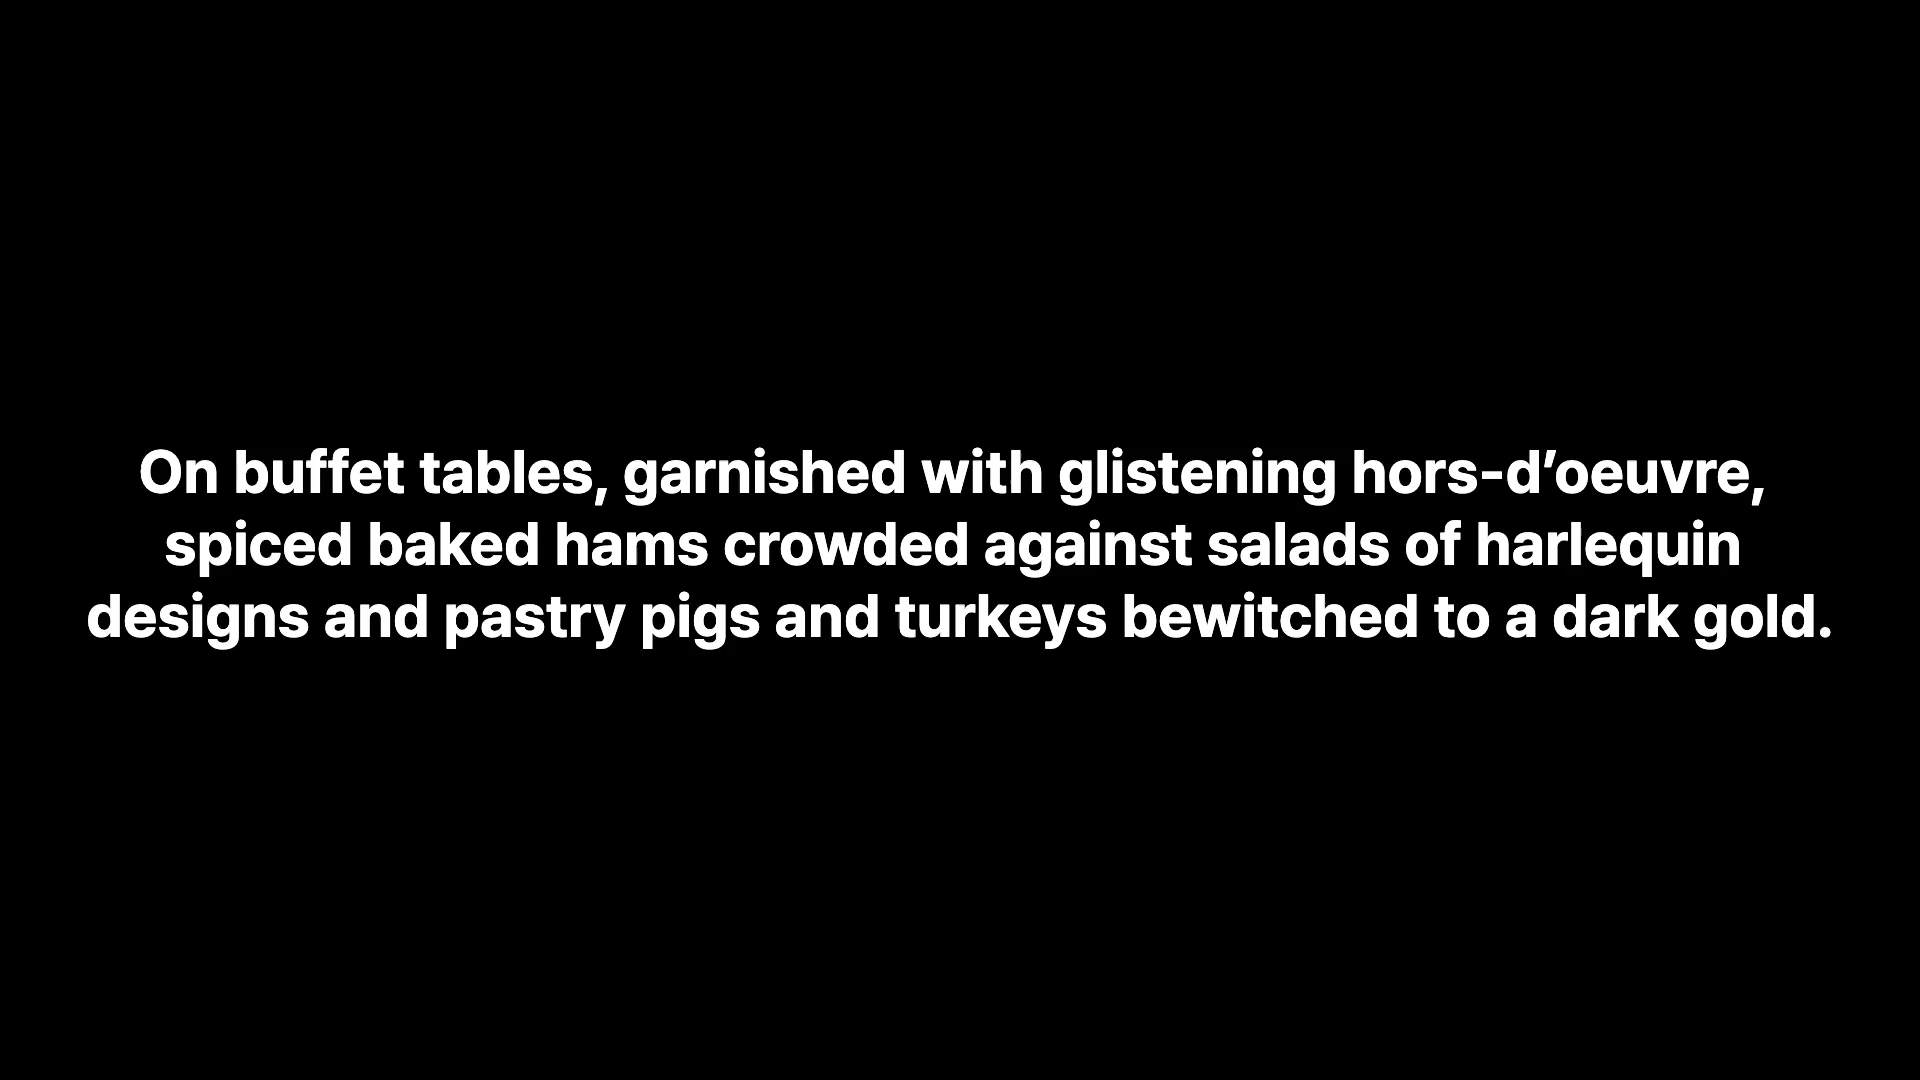 On buffet tables, garnished with glistening hors-d’oeuvre,
spiced baked hams crowded against salads of harlequin
designs and pastry pigs and turkeys bewitched to a dark gold.